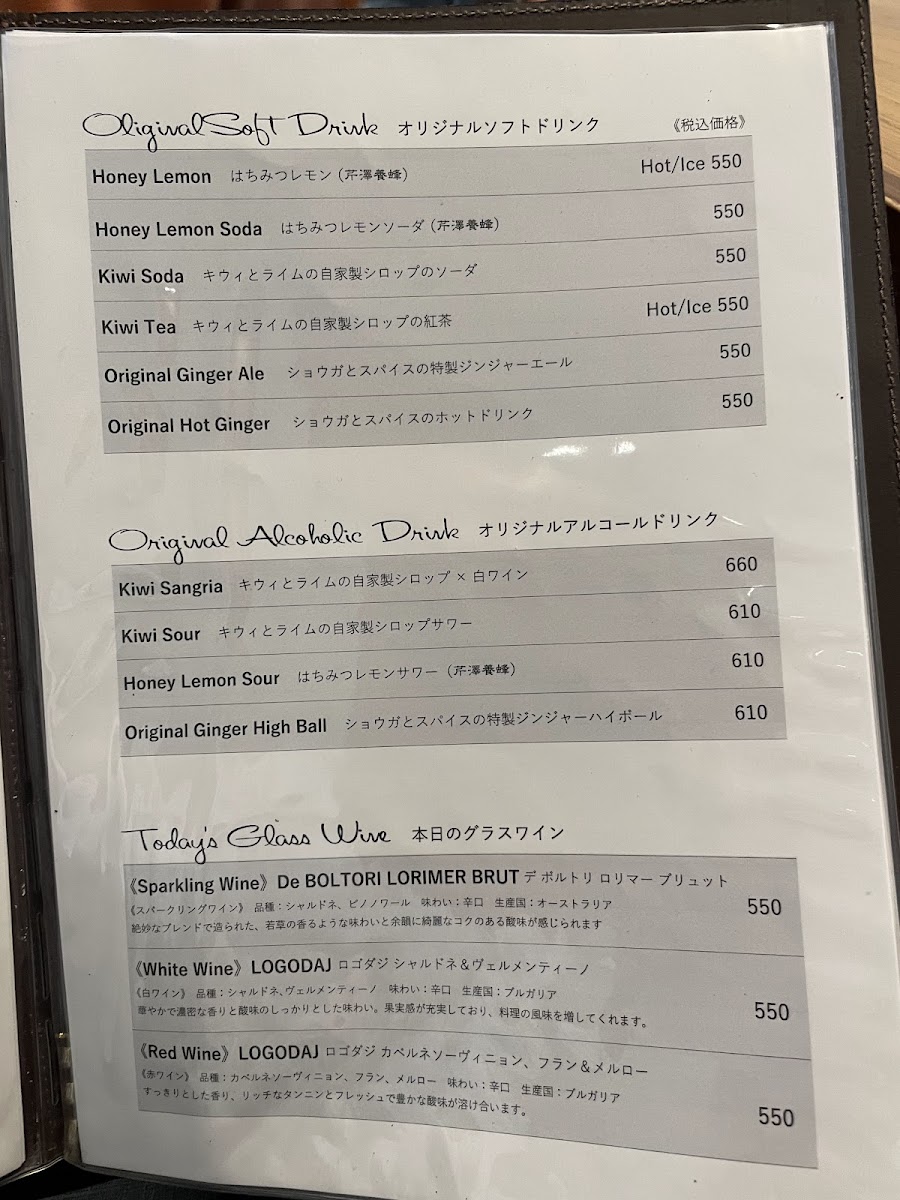 Oliginal Soft Drink オリジナルソフトドリンク 《税込価格》
Honey Lemon はちみつレモン (芹澤養蜂) Hot/Ice 550
Honey Lemon Soda はちみつレモンソーダ (芹澤養蜂) 550
Kiwi Soda キウィとライムの自家製シロップのソーダ 550
Kiwi Tea キウィとライムの自家製シロップの紅茶 Hot/Ice 550
Original Ginger Ale ショウガとスパイスの特製ジンジャーエール 550
Original Hot Ginger ショウガとスパイスのホットドリンク 550
Original Alcoholic Drink オリジナルアルコールドリンク
Kiwi Sangria キウィとライムの自家製シロップ × 白ワイン 660
Kiwi Sour キウィとライムの自家製シロップサワー 610
Honey Lemon Sour はちみつレモンサワー (芹澤養蜂) 610
Original Ginger High Ball ショウガとスパイスの特製ジンジャーハイボール 610
Today's Glass Wine 本日のグラスワイン
《Sparkling Wine》 De BOLTORI LORIMER BRUT デ ボルトリ ロリマー ブリュット
《スパークリングワイン》 品種：シャルドネ、ピノノワール 味わい：辛口 生産国：オーストラリア 550
絶妙なブレンドで造られた、若草の香るような味わいと余韻に綺麗なコクのある酸味が感じられます
《White Wine》 LOGODAJ ロゴダジ シャルドネ＆ヴェルメンティーノ
《白ワイン》 品種：シャルドネ、ヴェルメンティーノ 味わい：辛口 生産国：ブルガリア
華やかで濃密な香りと酸味のしっかりとした味わい。果実感が充実しており、料理の風味を増してくれます。 550
《Red Wine》 LOGODAJ ロゴダジ カベルネソーヴィニョン、フラン＆メルロー
《赤ワイン》 品種：カベルネソーヴィニョン、フラン、メルロー 味わい：辛口 生産国：ブルガリア
すっきりとした香り、リッチなタンニンとフレッシュで豊かな酸味が溶け合います。 550